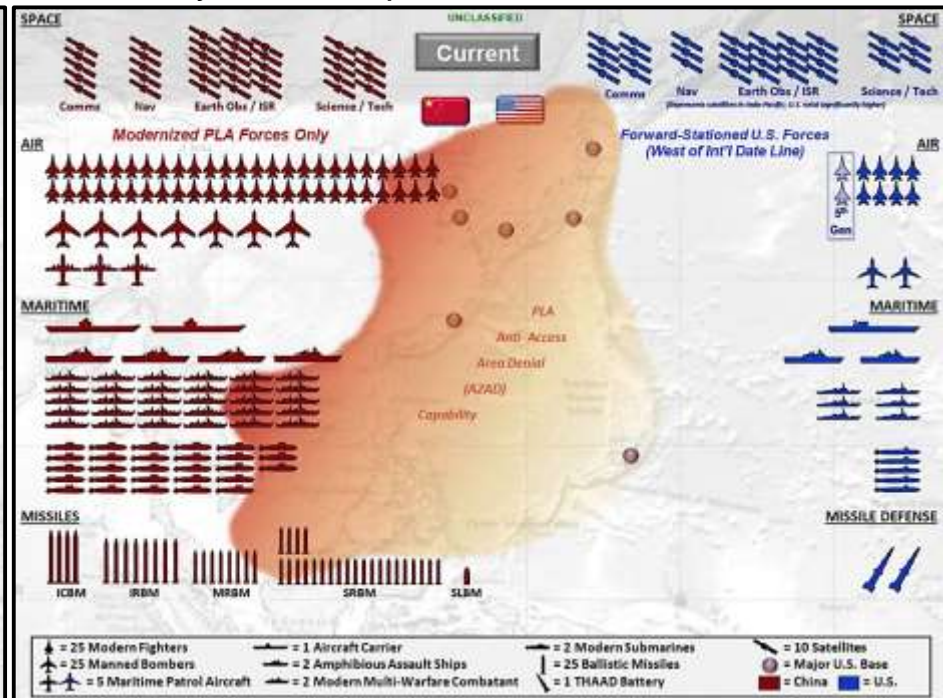 UNCLASSIFIED
SPACE
SPACE
Current
Comms
Nav
Earth Obs / ISR
Science / Tech
Comms
Nav
Earth Obs / ISR
Science / Tech
Modernized PLA Forces Only
Forward-Stationed U.S. Forces
(West of Int'l Date Line)
AIR
AIR
5th
Gen
MARITIME
MARITIME
PLA
Anti-Access
Area Denial
(A2AD)
Capability
MISSILES
MISSILE DEFENSE
ICBM
IRBM
MRBM
SRBM
SLBM
= 25 Modern Fighters
= 1 Aircraft Carrier
= 2 Modern Submarines
= 10 Satellites
= 25 Manned Bombers
= 2 Amphibious Assault Ships
= 25 Ballistic Missiles
= Major U.S. Base
= 5 Maritime Patrol Aircraft
= 2 Modern Multi-Warfare Combatant
= 1 THAAD Battery
= China
= U.S.